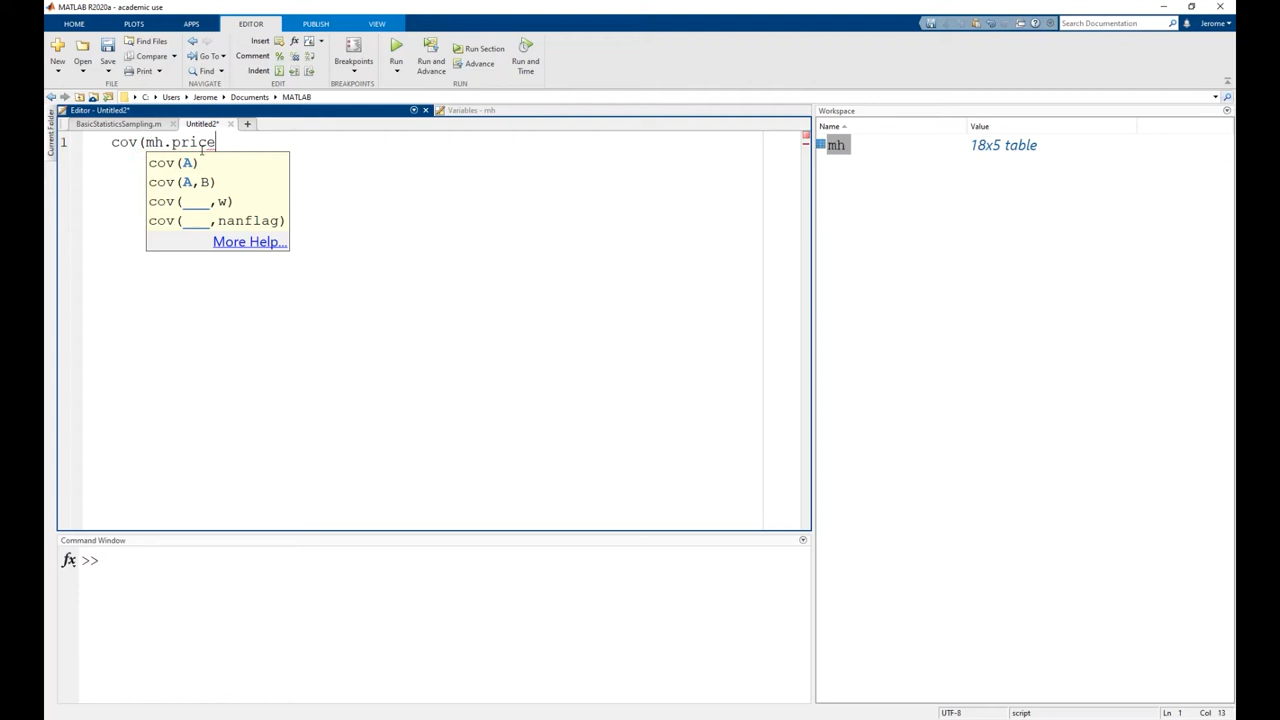 MATLAB R2020a - academic use
HOME PLOTS APPS EDITOR PUBLISH VIEW
Search Documentation
Jerome
New Open Save
Find Files
Compare
Print
Go To
Find
Insert
Comment
Indent
Breakpoints
Run Run and Advance
Run Section
Advance
Run and Time
FILE NAVIGATE EDIT BREAKPOINTS RUN
C: Users Jerome Documents MATLAB
Current Folder
Editor - Untitled2*
Variables - mh
BasicStatisticsSampling.m
Untitled2*
1 cov(mh.price
cov(A)
cov(A,B)
cov(___,w)
cov(___,nanflag)
More Help...
Workspace
Name Value
mh 18x5 table
Command Window
fx >>
UTF-8 script Ln 1 Col 13